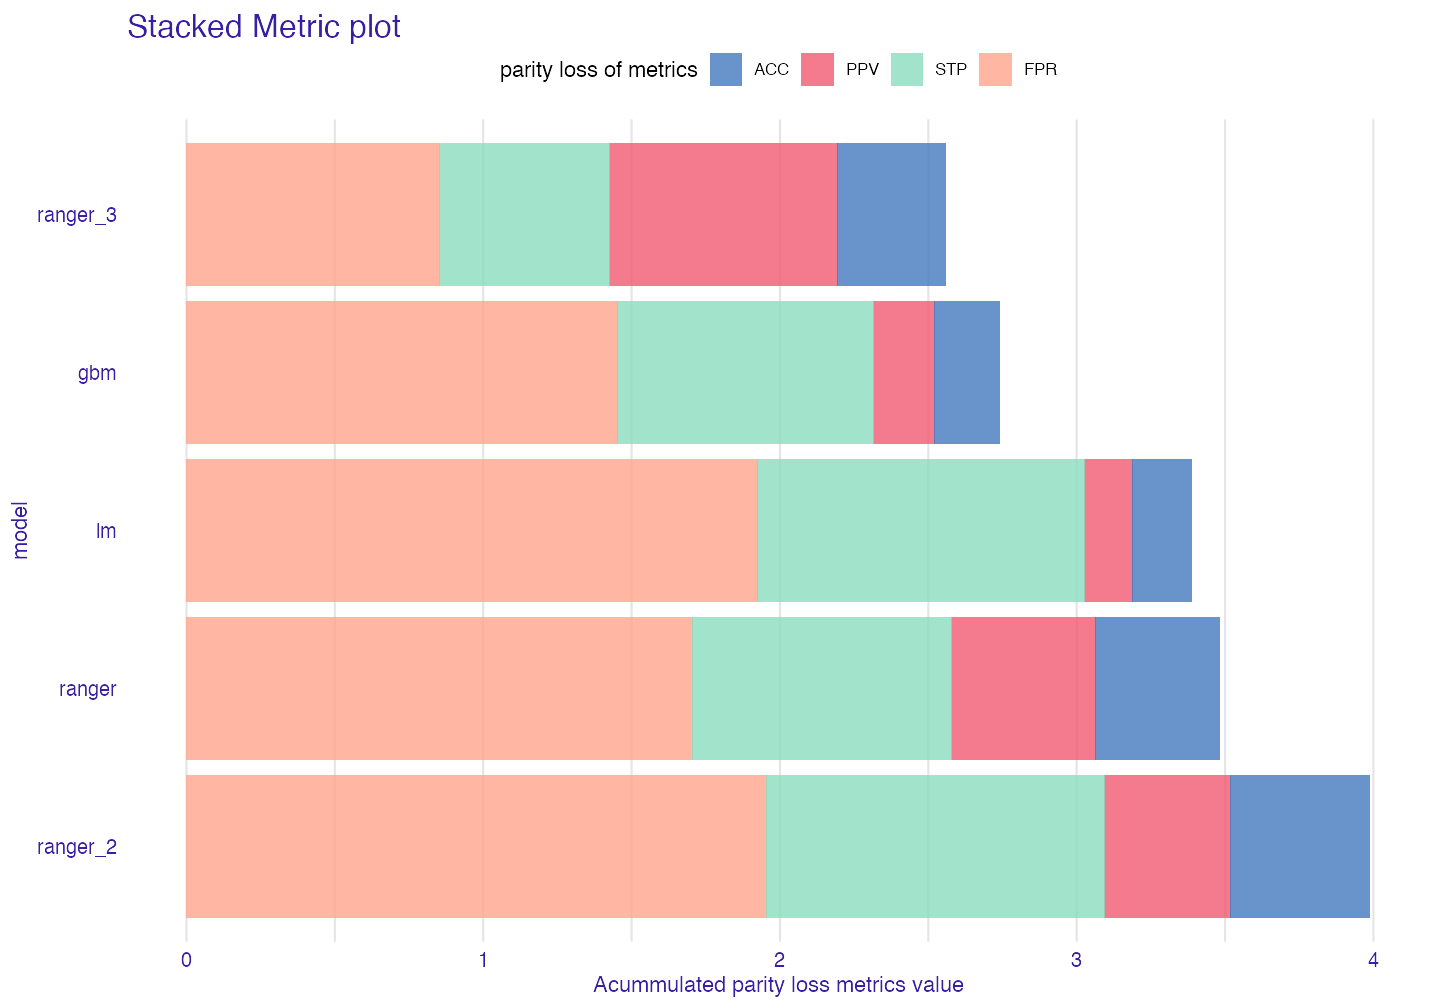 Stacked Metric plot
parity loss of metrics ACC PPV STP FPR
ranger_3
gbm
lm
ranger
ranger_2
model
0 1 2 3 4
Acummulated parity loss metrics value